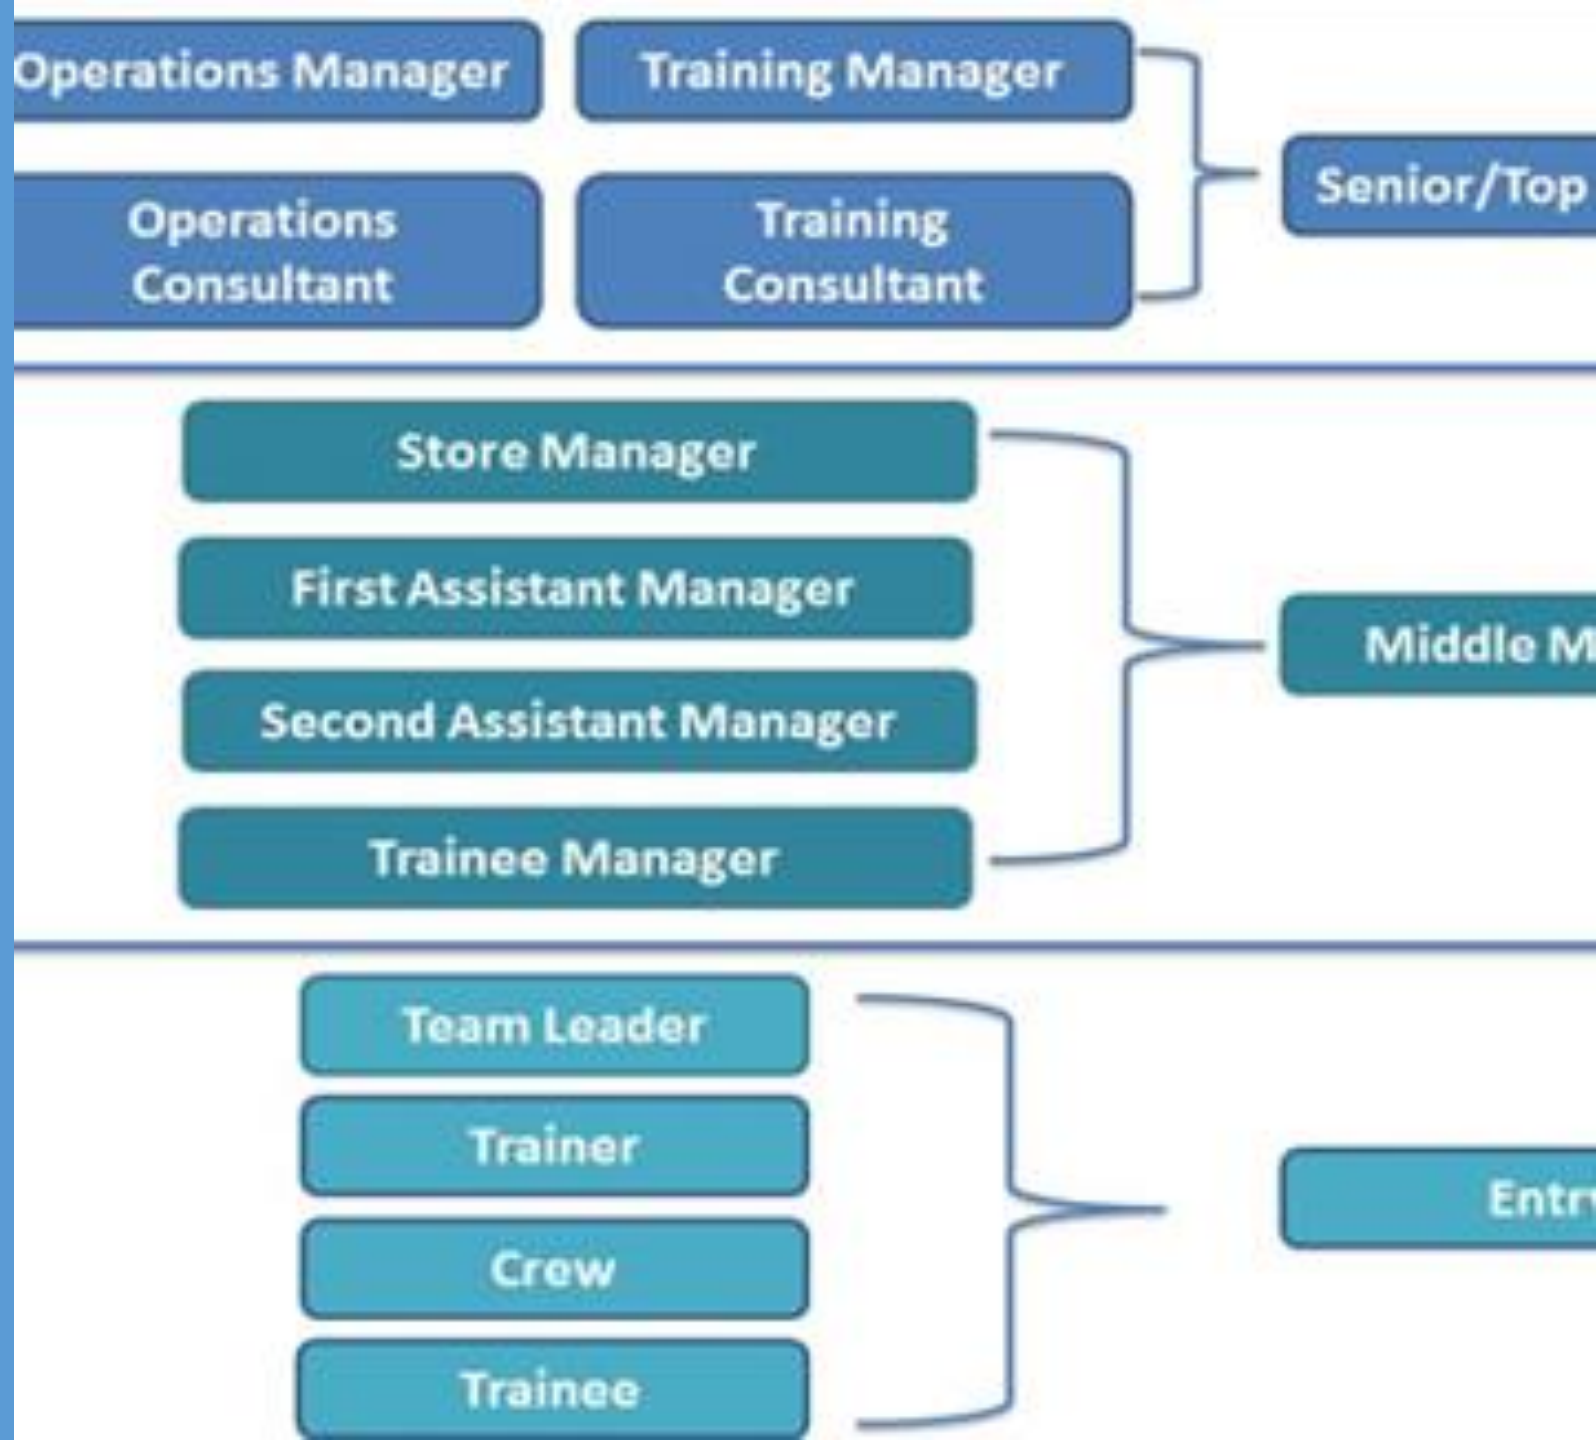 Operations Manager
Training Manager
Operations
Consultant
Training
Consultant
Senior/Top
Store Manager
First Assistant Manager
Second Assistant Manager
Trainee Manager
Middle M
Team Leader
Trainer
Crew
Trainee
Entry